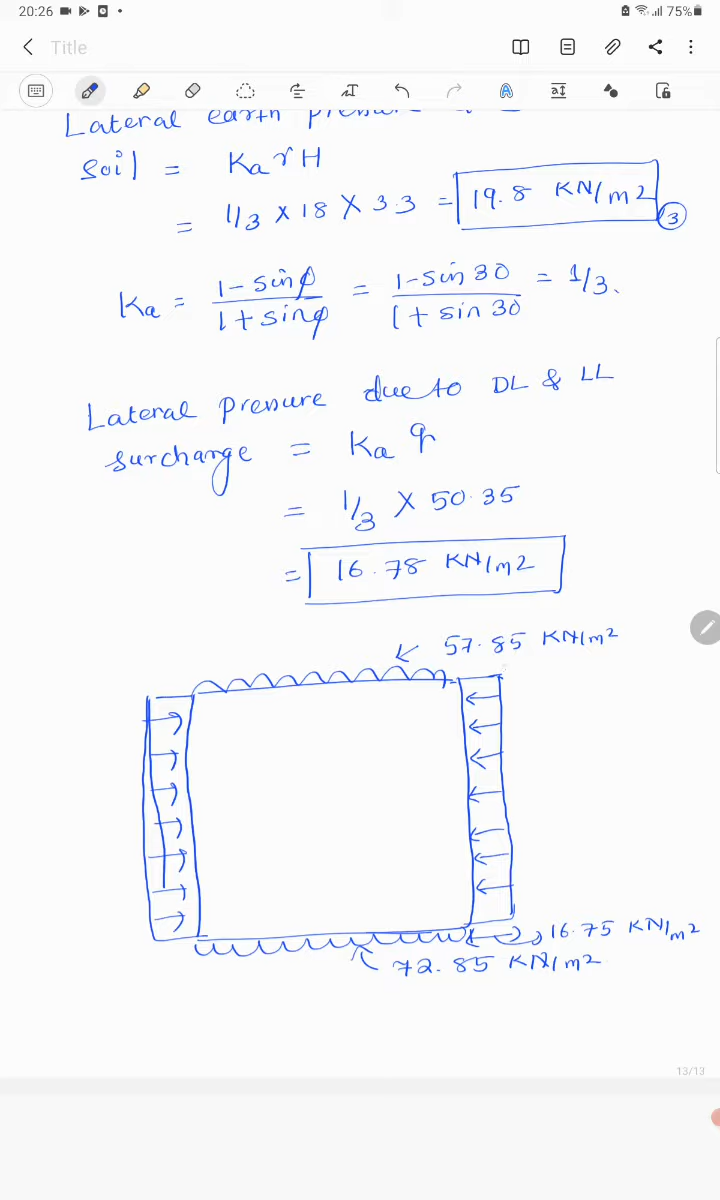 20:26 75%
Title
Lateral earth
soil = Ka γ H
= 1/3 × 18 × 3.3 = 19.8 KN/m2 3
Ka = 1 - sinφ / 1 + sinφ = 1 - sin 30 / 1 + sin 30 = 1/3.
Lateral presure due to DL & LL
surcharge = Ka q
= 1/3 × 50.35
= 16.78 KN/m2
57.85 KN/m2
16.75 KN/m2
72.85 KN/m2
13/13